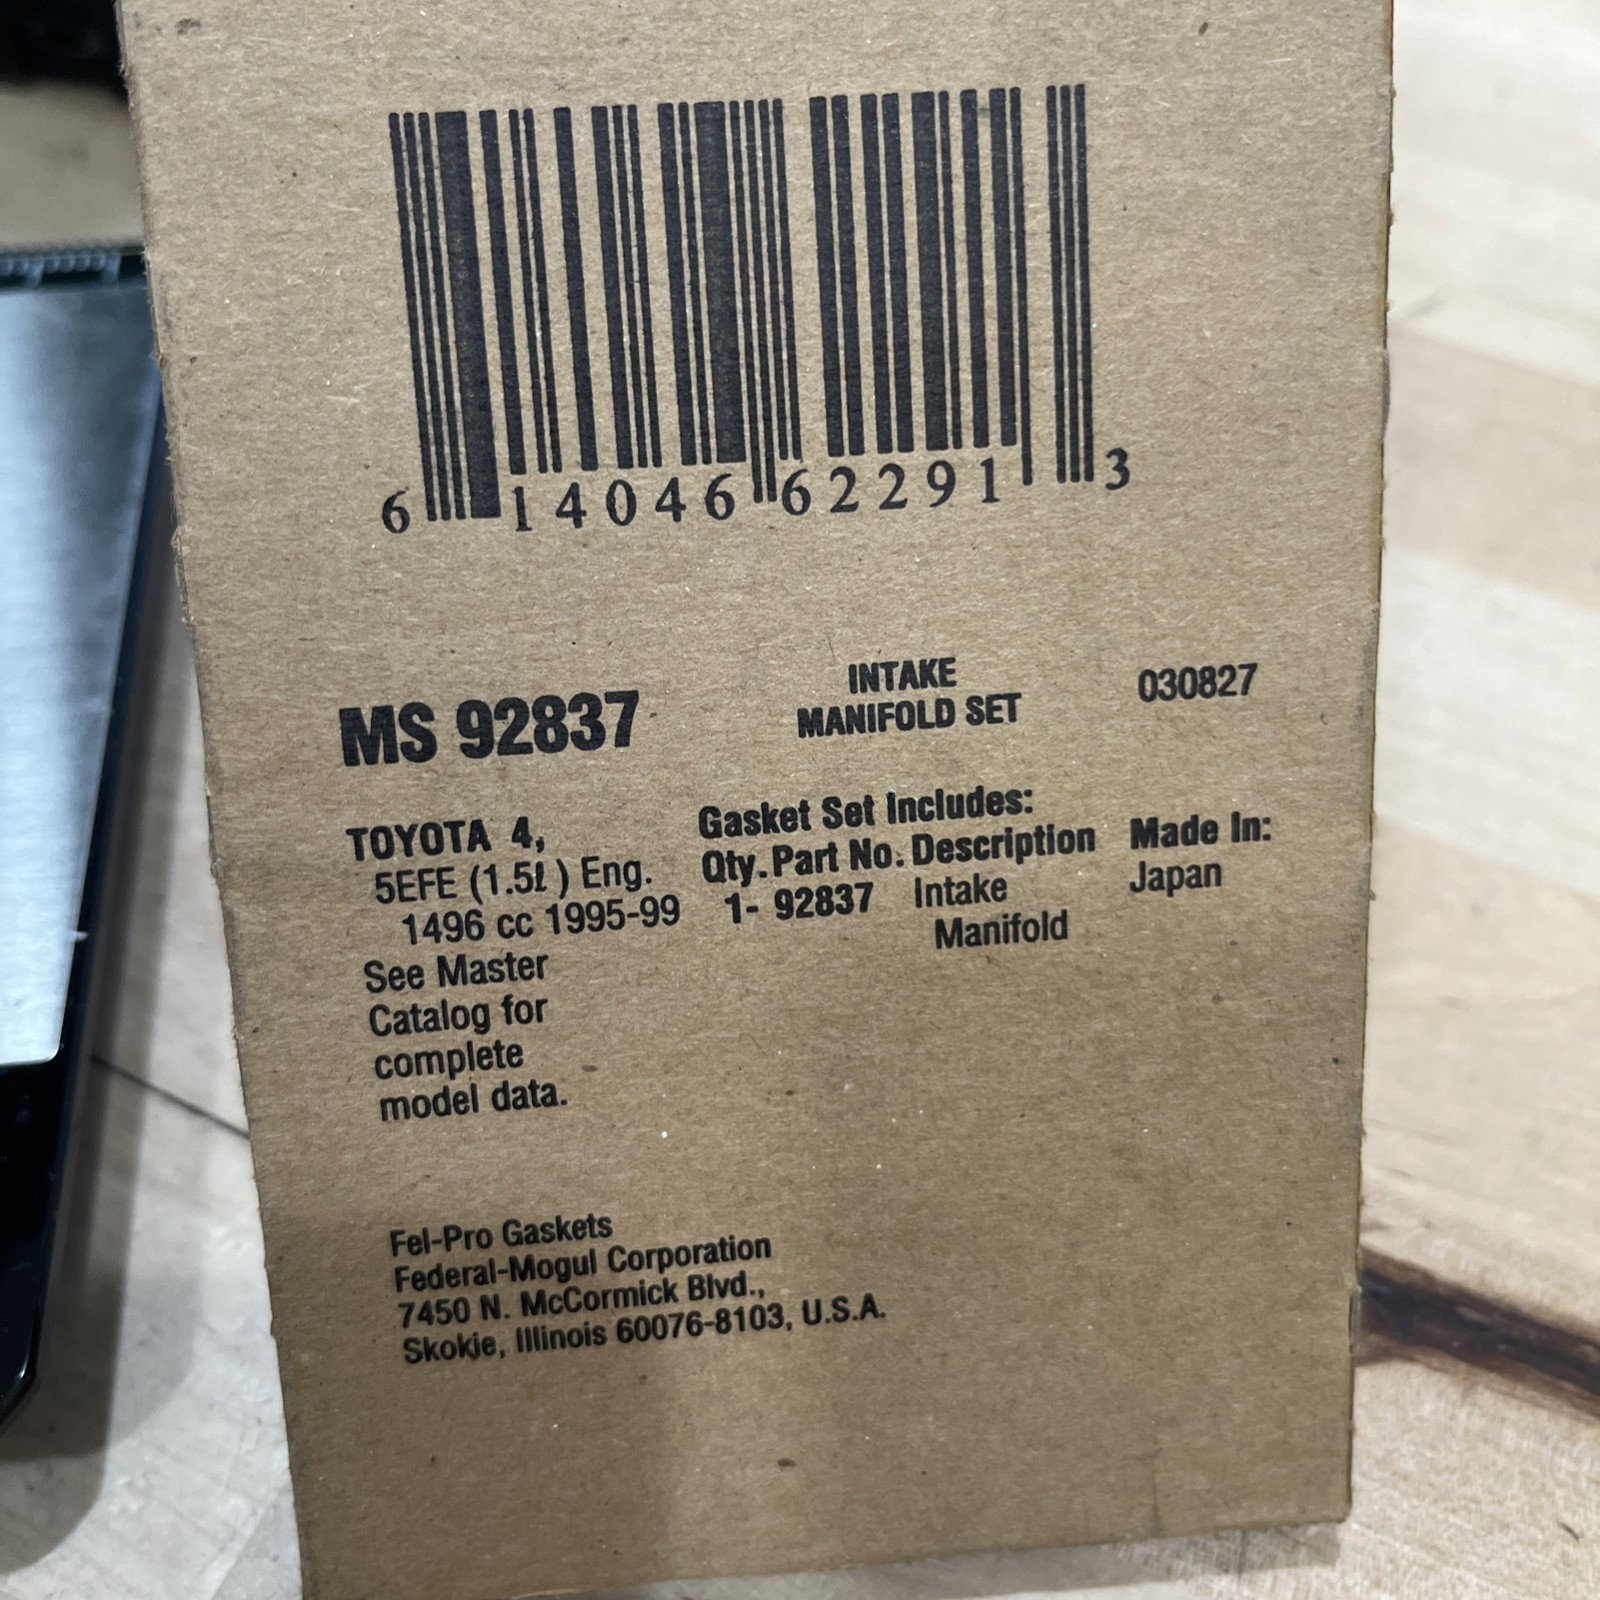 6 14046 62291 3
MS 92837
INTAKE
MANIFOLD SET
030827
TOYOTA 4,
5EFE (1.5ℓ) Eng.
1496 cc 1995-99
See Master
Catalog for
complete
model data.
Gasket Set Includes:
Qty. Part No. Description
1- 92837 Intake
Manifold
Made In:
Japan
Fel-Pro Gaskets
Federal-Mogul Corporation
7450 N. McCormick Blvd.,
Skokie, Illinois 60076-8103, U.S.A.